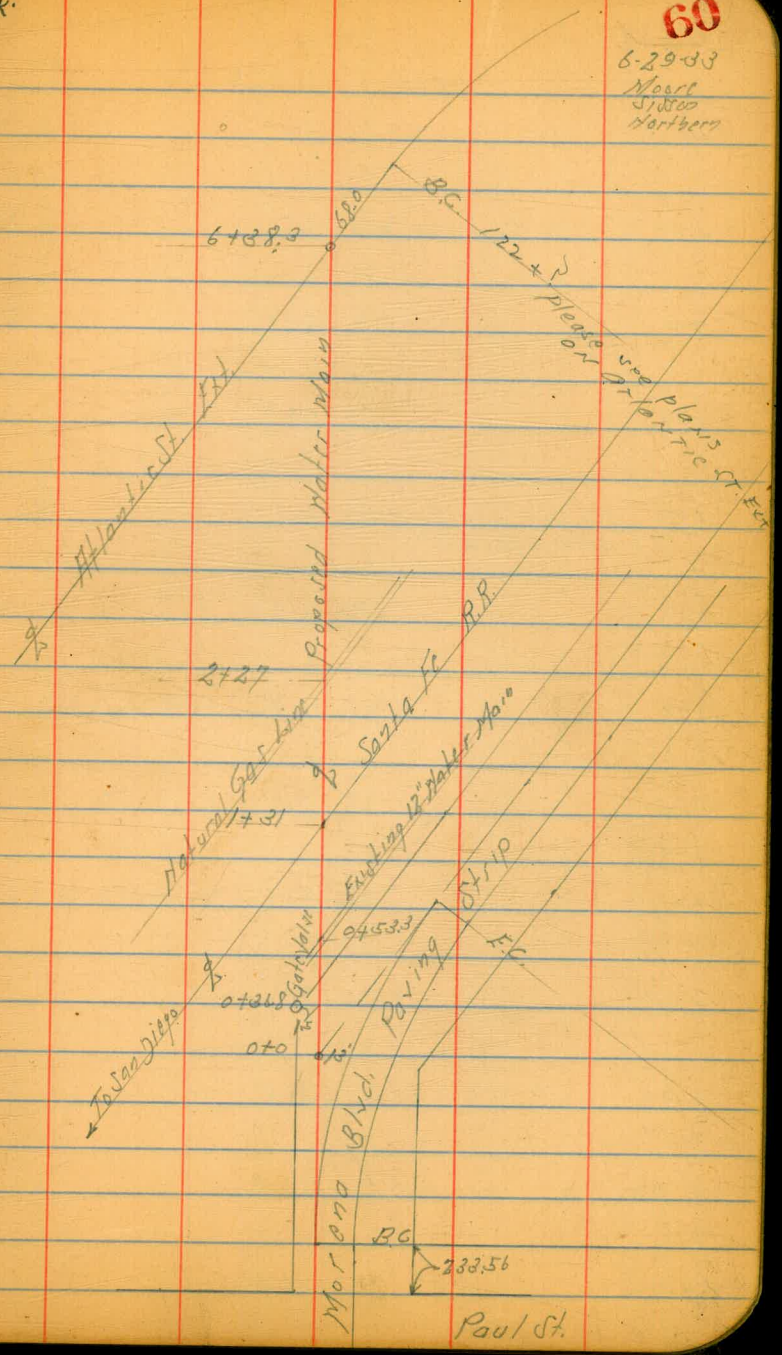 60
6-29-33
Moore
Sisson
Northern
68.0
B.C.
122 ± ?
6+38.3
please see plans
ON ATLANTIC ST. EXT
Atlantic St. Ext.
Proposed Water Main
2+27
Santa Fe R.R.
Natural Gas Line
1+31
Existing 12" Water Main
Strip
0+53.3
E.C.
Paving
Gate Valve
0+26.8
0+0
12.
To San Diego
Morena Blvd.
B.C
233.56
Paul St.